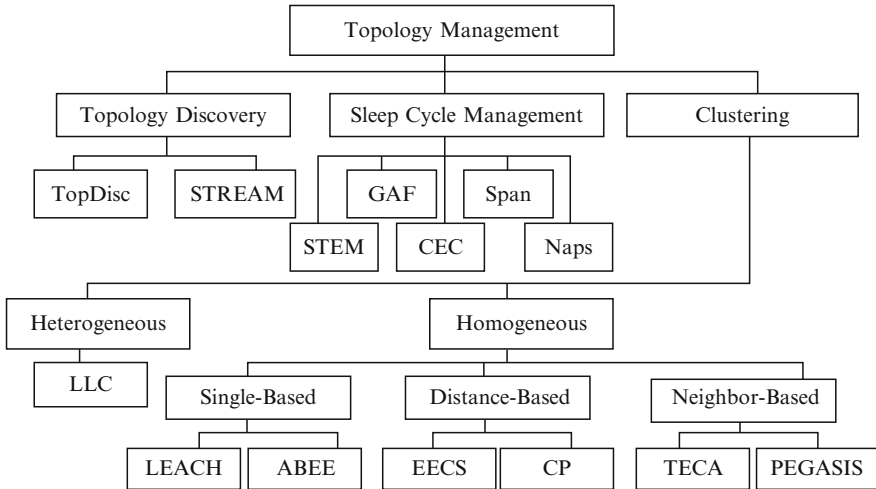 Topology Management
Topology Discovery
Sleep Cycle Management
Clustering
TopDisc
STREAM
GAF
Span
STEM
CEC
Naps
Heterogeneous
Homogeneous
LLC
Single-Based
Distance-Based
Neighbor-Based
LEACH
ABEE
EECS
CP
TECA
PEGASIS